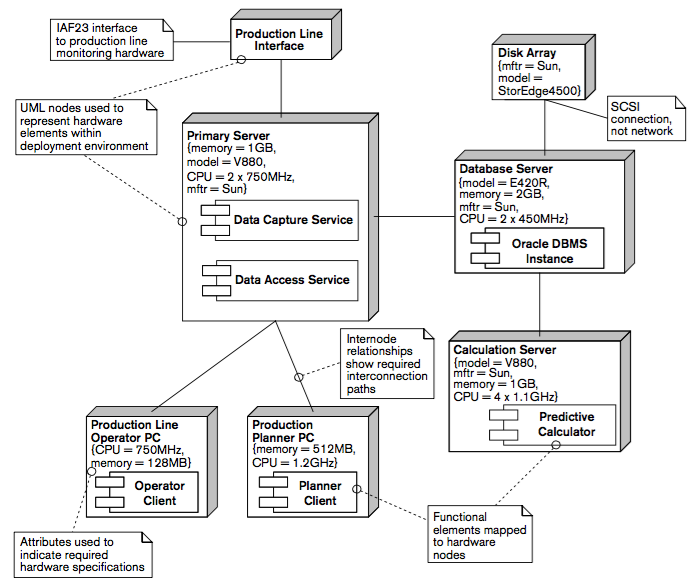 IAF23 interface
to production line
monitoring hardware
Production Line
Interface
Disk Array
{mftr = Sun,
model =
StorEdge4500}
SCSI
connection,
not network
UML nodes used to
represent hardware
elements within
deployment environment
Primary Server
{memory = 1GB,
model = V880,
CPU = 2 x 750MHz,
mftr = Sun}
Data Capture Service
Data Access Service
Database Server
{model = E420R,
memory = 2GB,
mftr = Sun,
CPU = 2 x 450MHz}
Oracle DBMS
Instance
Internode
relationships
show required
interconnection
paths
Calculation Server
{model = V880,
mftr = Sun,
memory = 1GB,
CPU = 4 x 1.1GHz}
Predictive
Calculator
Production Line
Operator PC
{CPU = 750MHz,
memory = 128MB}
Operator
Client
Production
Planner PC
{memory = 512MB,
CPU = 1.2GHz}
Planner
Client
Attributes used to
indicate required
hardware specifications
Functional
elements mapped
to hardware
nodes